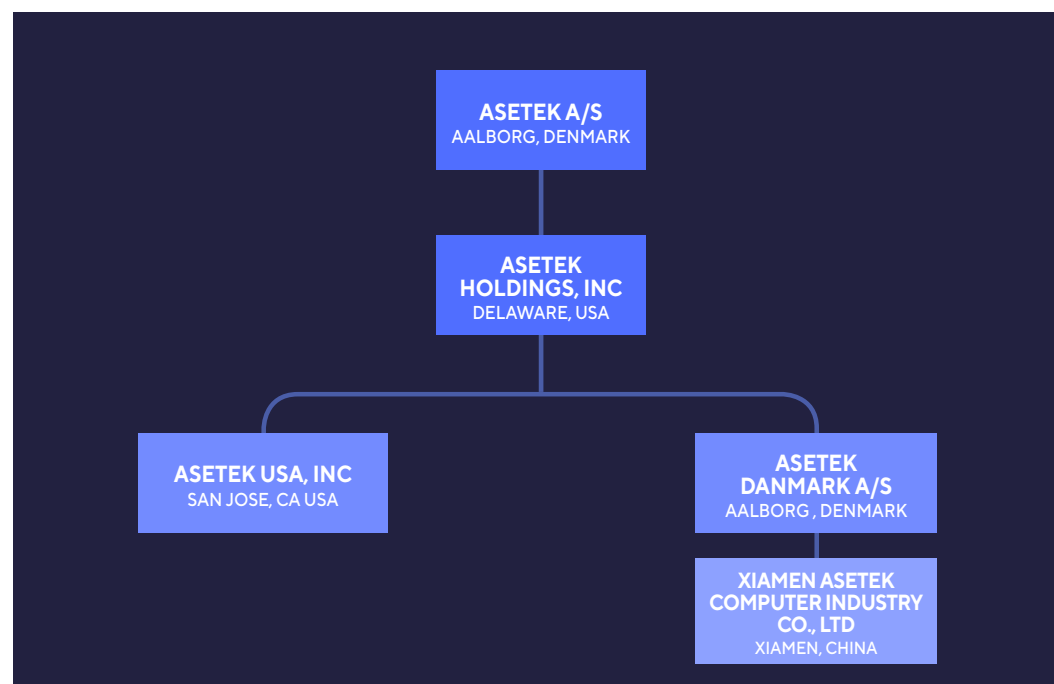 ASETEK A/S
AALBORG, DENMARK
ASETEK
HOLDINGS, INC
DELAWARE, USA
ASETEK USA, INC
SAN JOSE, CA USA
ASETEK
DANMARK A/S
AALBORG , DENMARK
XIAMEN ASETEK
COMPUTER INDUSTRY
CO., LTD
XIAMEN, CHINA